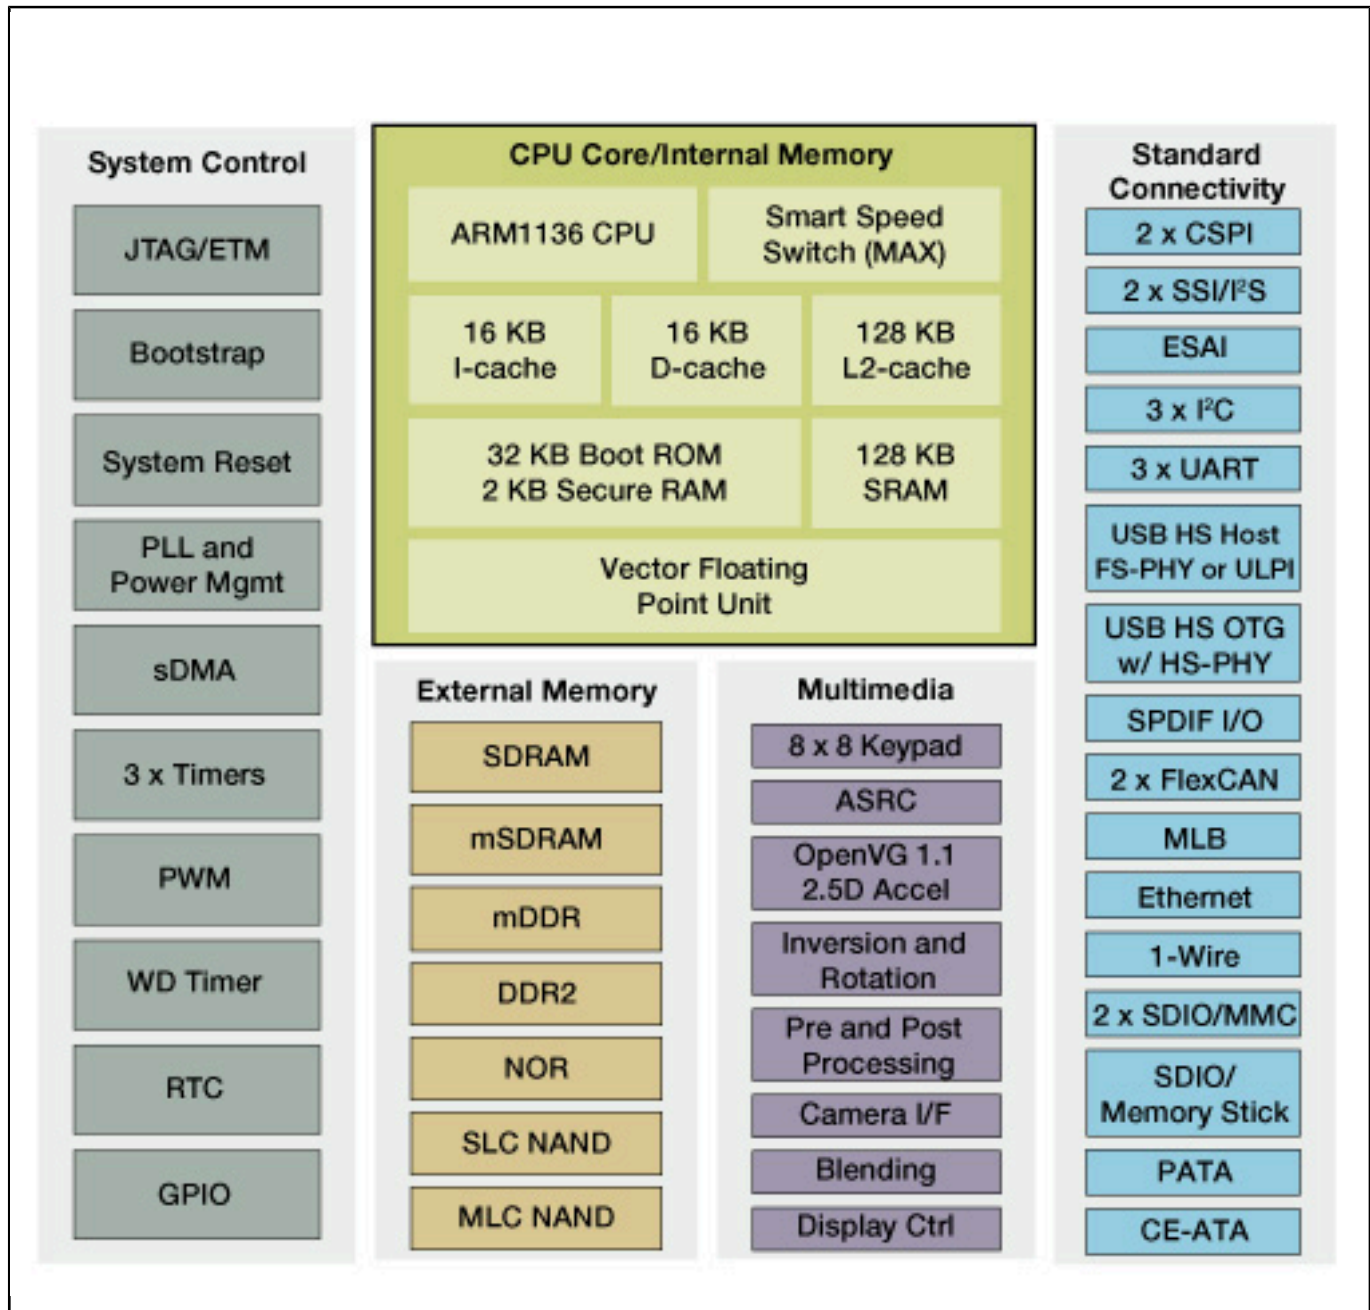 System Control
JTAG/ETM
Bootstrap
System Reset
PLL and
Power Mgmt
sDMA
3 x Timers
PWM
WD Timer
RTC
GPIO
CPU Core/Internal Memory
ARM1136 CPU
Smart Speed
Switch (MAX)
16 KB
I-cache
16 KB
D-cache
128 KB
L2-cache
32 KB Boot ROM
2 KB Secure RAM
128 KB
SRAM
Vector Floating
Point Unit
External Memory
SDRAM
mSDRAM
mDDR
DDR2
NOR
SLC NAND
MLC NAND
Multimedia
8 x 8 Keypad
ASRC
OpenVG 1.1
2.5D Accel
Inversion and
Rotation
Pre and Post
Processing
Camera I/F
Blending
Display Ctrl
Standard
Connectivity
2 x CSPI
2 x SSI/I²S
ESAI
3 x I²C
3 x UART
USB HS Host
FS-PHY or ULPI
USB HS OTG
w/ HS-PHY
SPDIF I/O
2 x FlexCAN
MLB
Ethernet
1-Wire
2 x SDIO/MMC
SDIO/
Memory Stick
PATA
CE-ATA